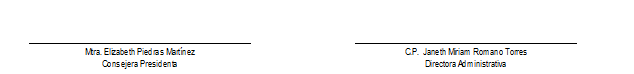 Mtra. Elizabeth Piedras Martínez
Consejera Presidenta
C.P. Janeth Miriam Romano Torres
Directora Administrativa